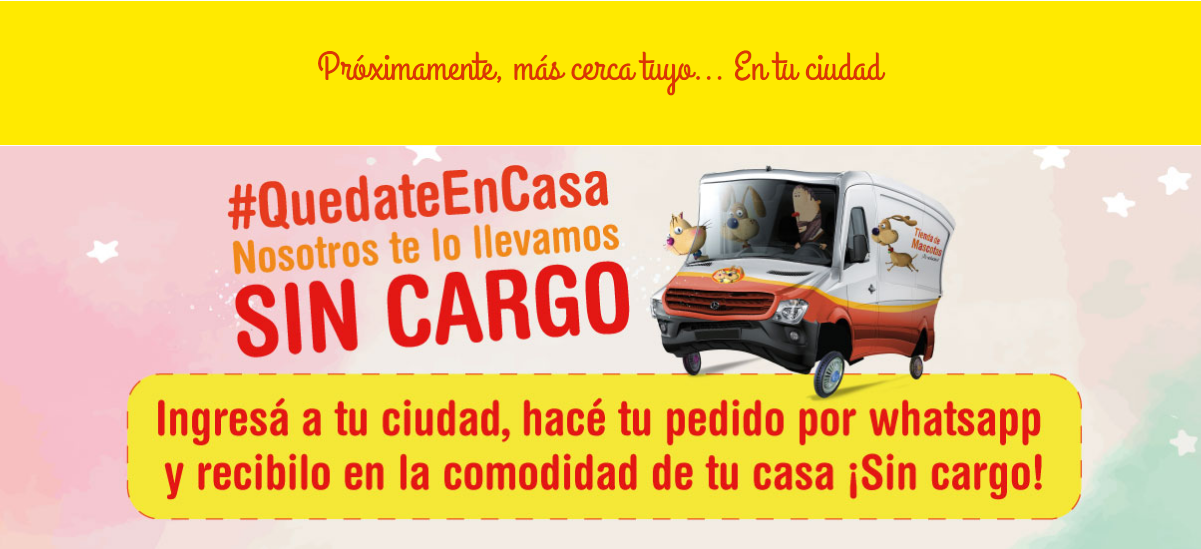 Próximamente, más cerca tuyo... En tu ciudad
#QuedateEnCasa
Nosotros te lo llevamos
SIN CARGO
Tienda de
Mascotas
Ingresá a tu ciudad, hacé tu pedido por whatsapp
y recibilo en la comodidad de tu casa ¡Sin cargo!